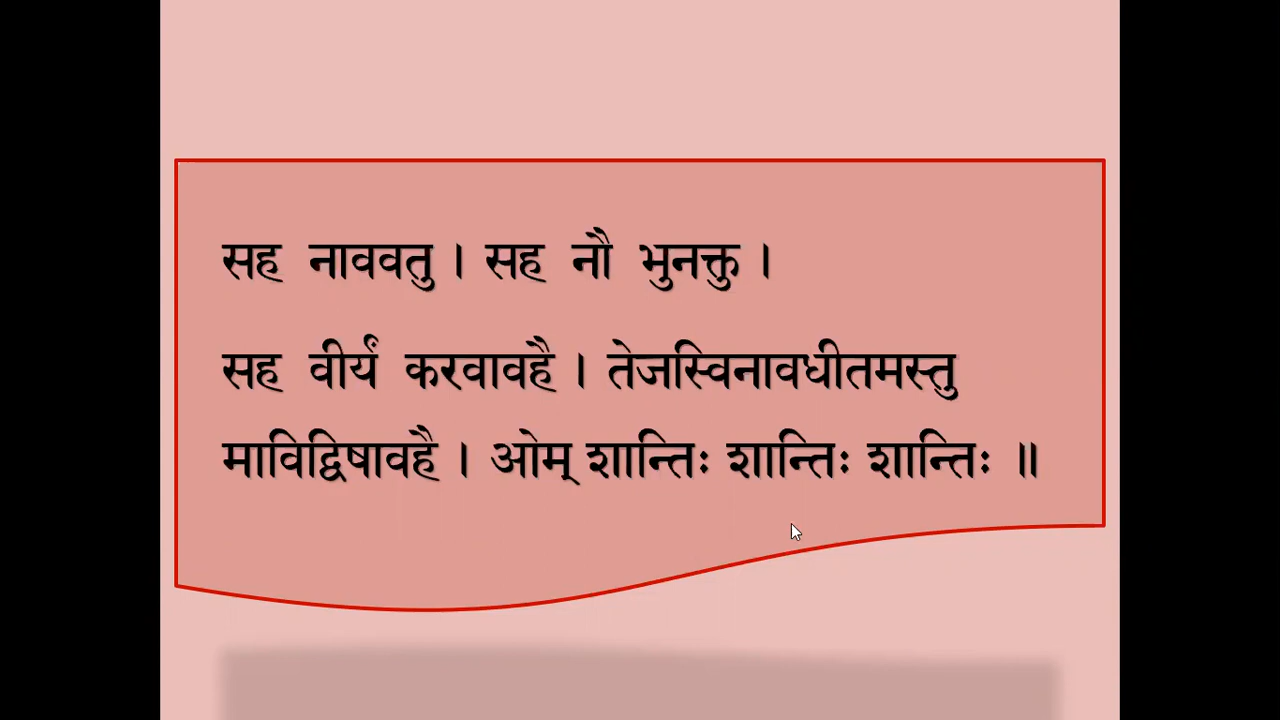 सह नाववतु । सह नौ भुनक्तु ।
सह वीर्यं करवावहै । तेजस्विनावधीतमस्तु
माविद्विषावहै । ओम् शान्तिः शान्तिः शान्तिः ॥